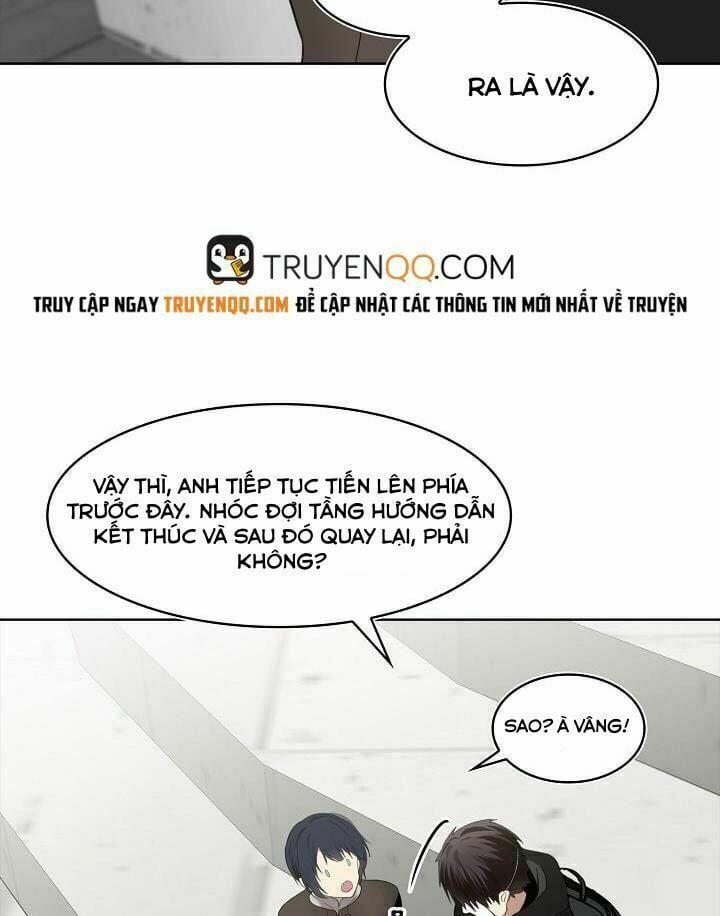 RA LÀ VẬY.
TRUYENQQ.COM
TRUY CẬP NGAY TRUYENQQ.COM ĐỂ CẬP NHẬT CÁC THÔNG TIN MỚI NHẤT VỀ TRUYỆN
VẬY THÌ, ANH TIẾP TỤC TIẾN LÊN PHÍA
TRƯỚC ĐÂY. NHÓC ĐỢI TẦNG HƯỚNG DẪN
KẾT THÚC VÀ SAU ĐÓ QUAY LẠI, PHẢI
KHÔNG?
SAO? À VÂNG!